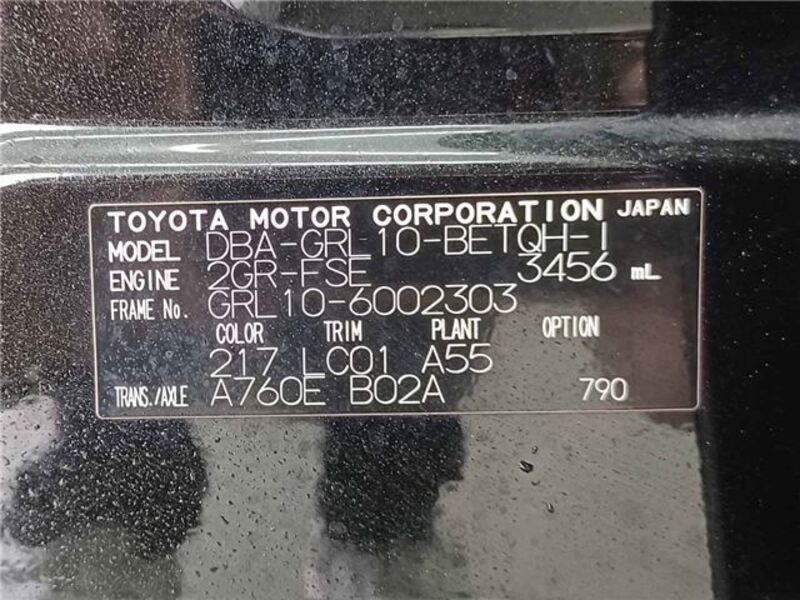 TOYOTA MOTOR CORPORATION JAPAN
MODEL DBA-GRL10-BETQH-I
ENGINE 2GR-FSE 3456 mL
FRAME No. GRL10-6002303
COLOR TRIM PLANT OPTION
217 LC01 A55
TRANS./AXLE A760E B02A 790